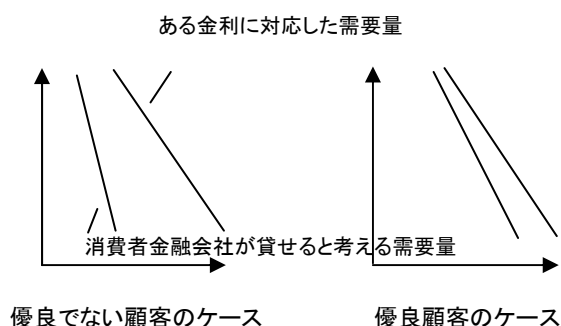 ある金利に対応した需要量
消費者金融会社が貸せると考える需要量
優良でない顧客のケース
優良顧客のケース